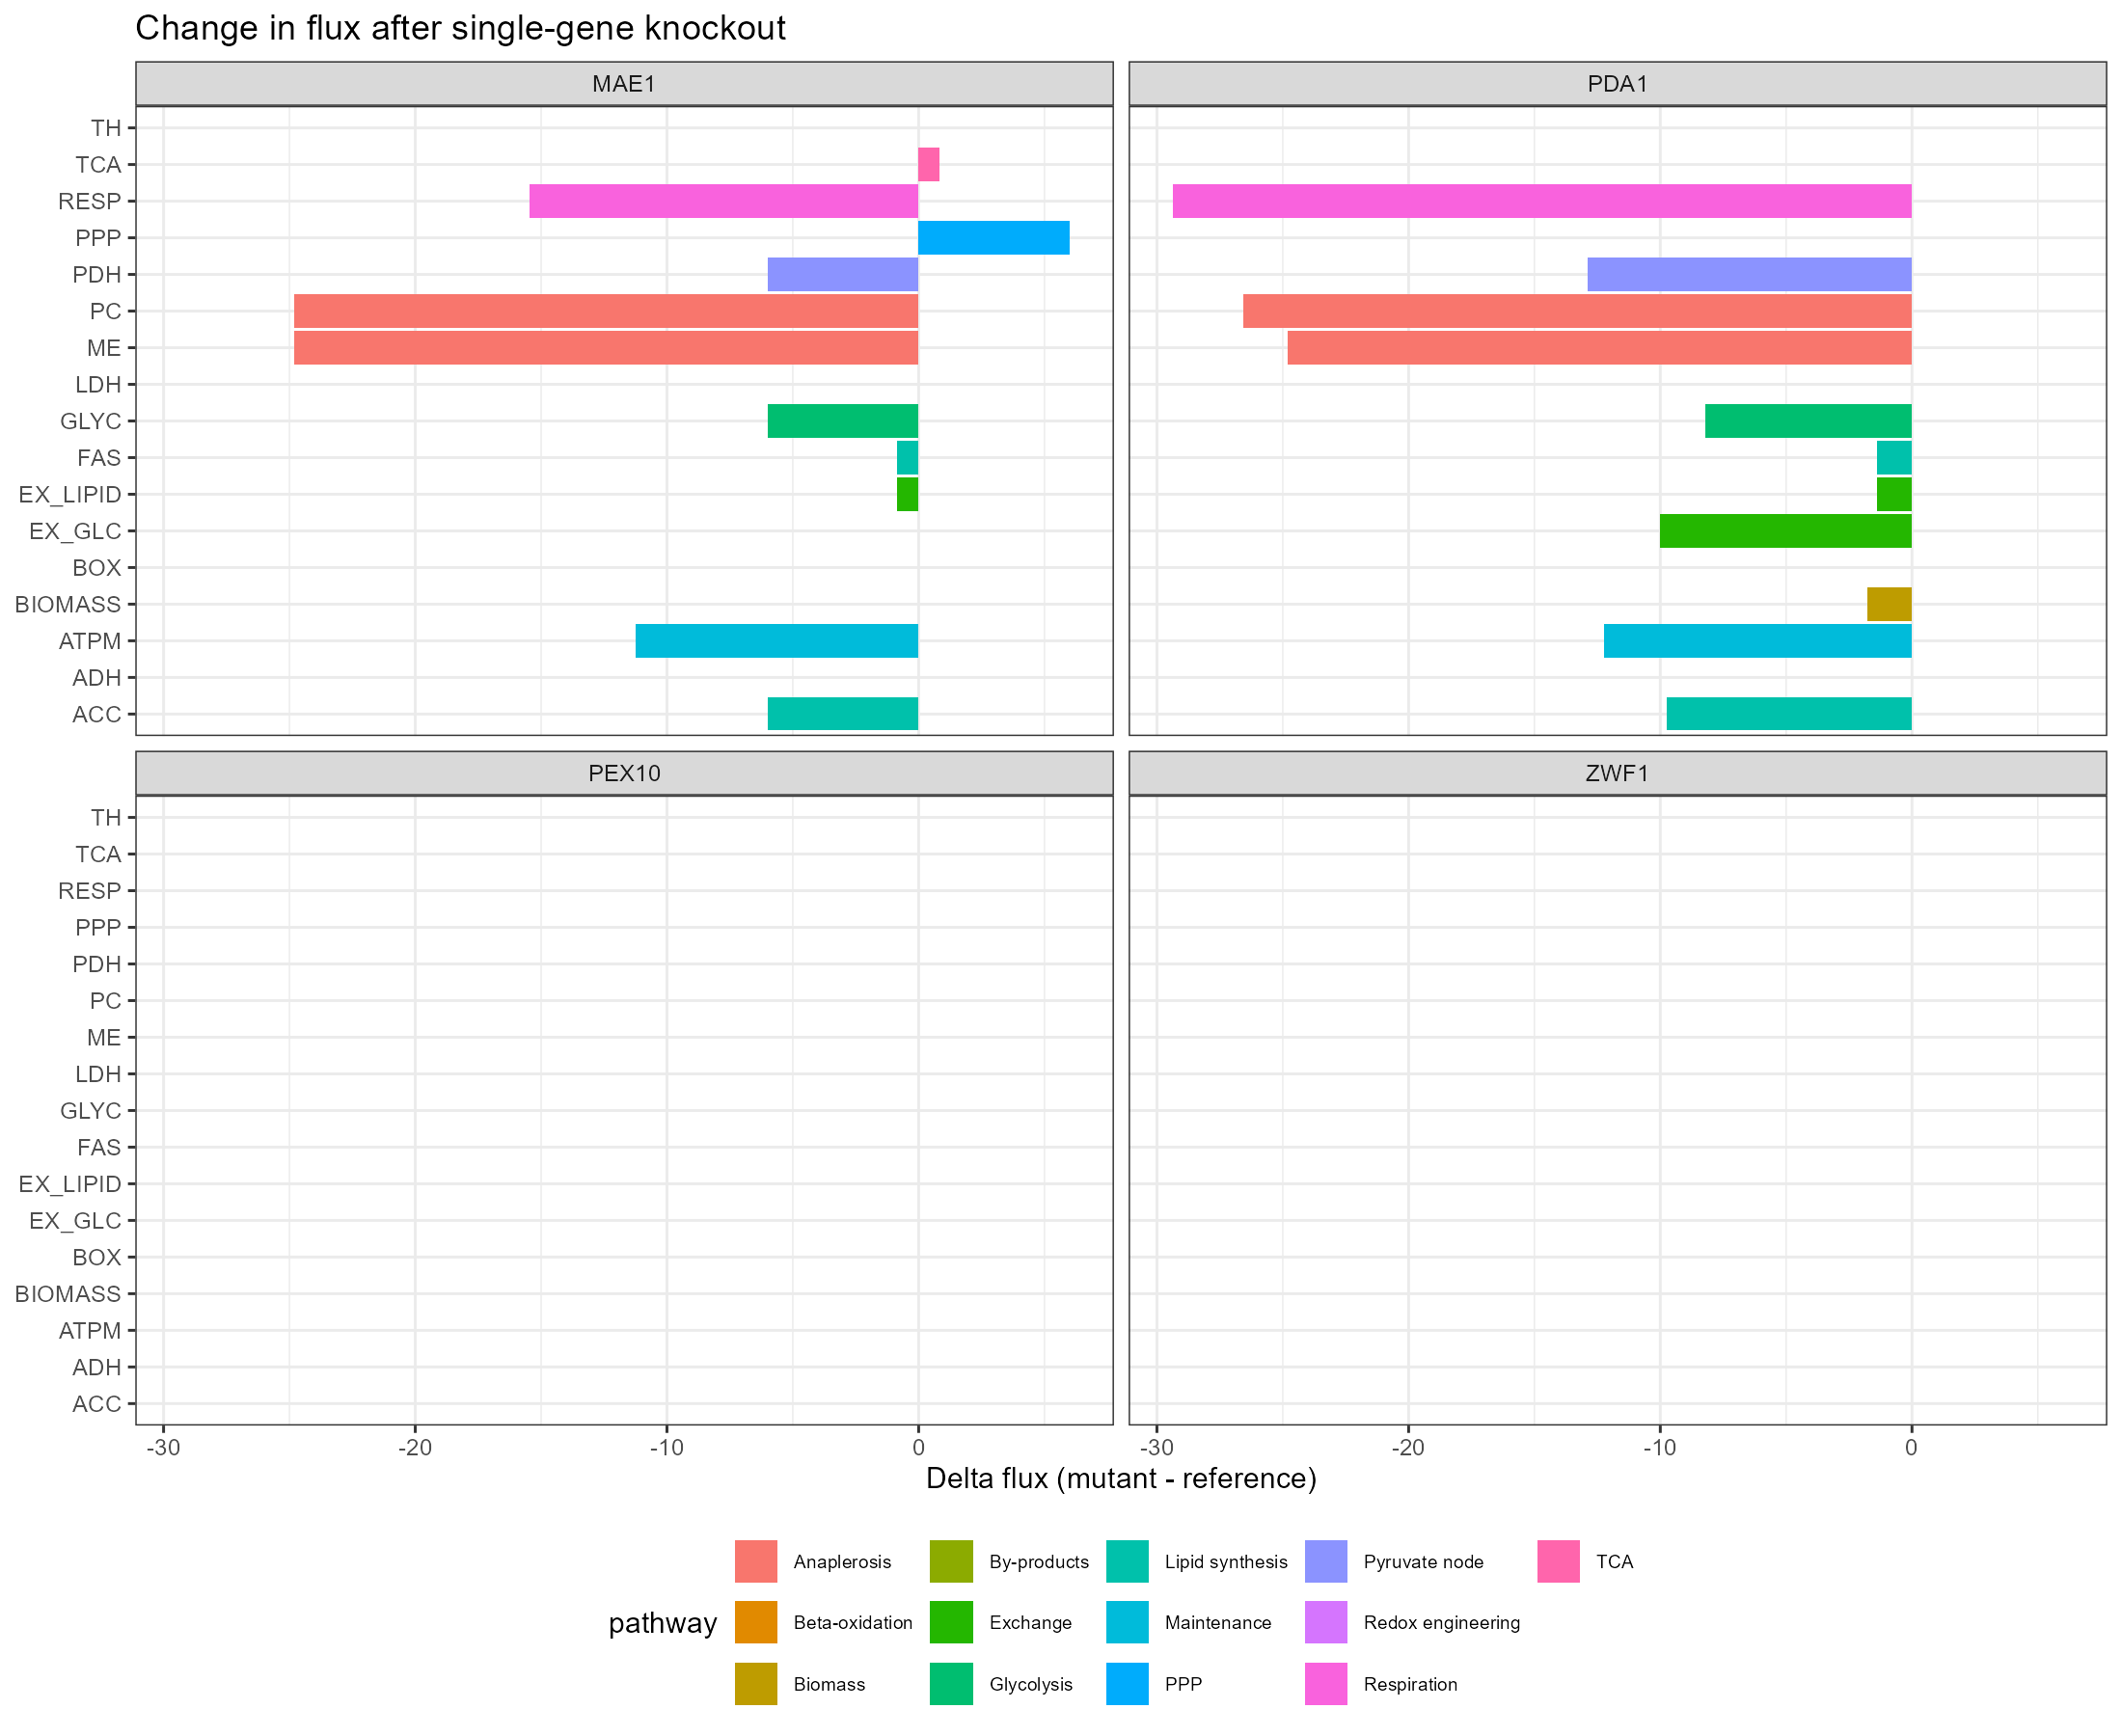 Change in flux after single-gene knockout
MAE1
PDA1
TH
TCA
RESP
PPP
PDH
PC
ME
LDH
GLYC
FAS
EX_LIPID
EX_GLC
BOX
BIOMASS
ATPM
ADH
ACC
PEX10
ZWF1
TH
TCA
RESP
PPP
PDH
PC
ME
LDH
GLYC
FAS
EX_LIPID
EX_GLC
BOX
BIOMASS
ATPM
ADH
ACC
-30 -20 -10 0 -30 -20 -10 0
Delta flux (mutant - reference)
pathway
Anaplerosis By-products Lipid synthesis Pyruvate node TCA
Beta-oxidation Exchange Maintenance Redox engineering
Biomass Glycolysis PPP Respiration